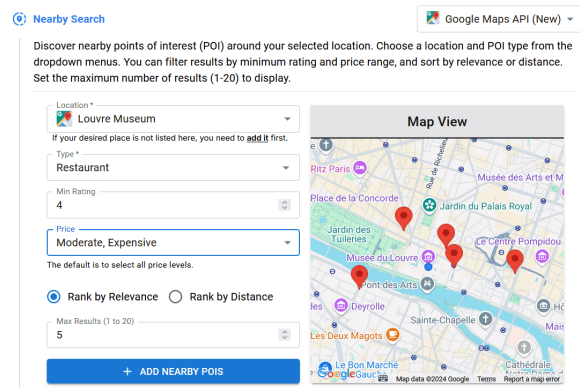 Nearby Search
Google Maps API (New)
Discover nearby points of interest (POI) around your selected location. Choose a location and POI type from the
dropdown menus. You can filter results by minimum rating and price range, and sort by relevance or distance.
Set the maximum number of results (1-20) to display.
Location *
Louvre Museum
If your desired place is not listed here, you need to add it first.
Type *
Restaurant
Min Rating
4
Price
Moderate, Expensive
The default is to select all price levels.
Rank by Relevance
Rank by Distance
Max Results (1 to 20)
5
+ ADD NEARBY POIS
Map View
Rue de Richelieu
Ritz Paris
Musée des Arts et M
Place de la Concorde
Jardin du Palais Royal
Jardin des
Tuileries
Le Centre Pompidou
Musée du Louvre
Pont des Arts
Deyrolle
Sainte-Chapelle
Hô
Mais
Les Deux Magots
Le Bon Marché
Cathédrale
Notre-Dame d
Google
Map data ©2024 Google
Terms
Report a map error